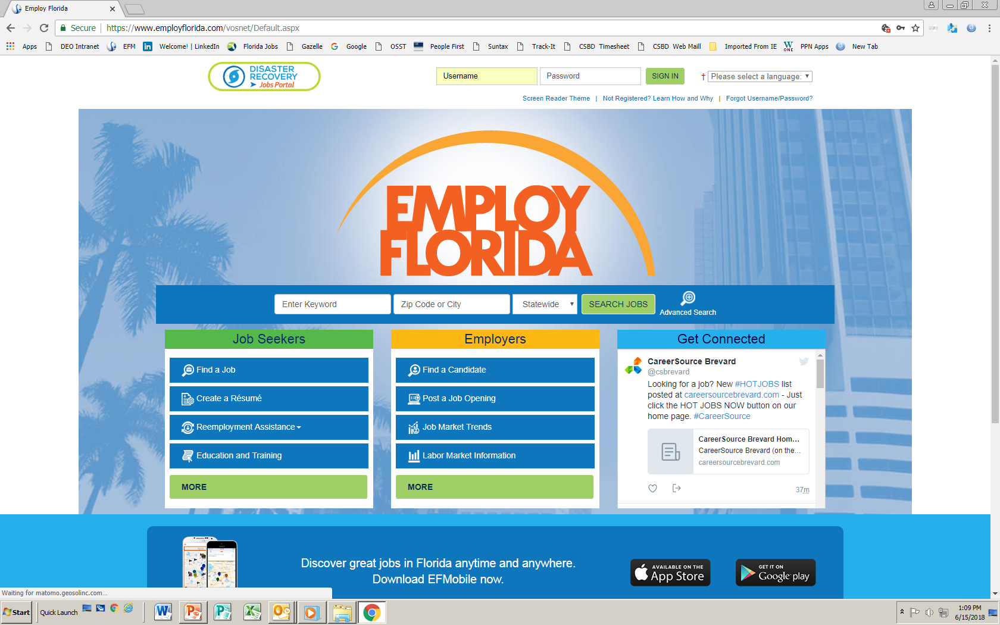 Employ Florida
Secure | https://www.employflorida.com/vosnet/Default.aspx
Apps DEO Intranet EFM Welcome! | LinkedIn Florida Jobs Gazelle Google OSST People First Suntax Track-It CSBD Timesheet CSBD Web Maill Imported From IE PPN Apps New Tab
DISASTER
RECOVERY
Jobs Portal
Username Password SIGN IN † Please select a language:
Screen Reader Theme | Not Registered? Learn How and Why | Forgot Username/Password?
EMPLOY
FLORIDA
Enter Keyword Zip Code or City Statewide SEARCH JOBS
Advanced Search
Job Seekers
Find a Job
Create a Résumé
Reemployment Assistance
Education and Training
MORE
Employers
Find a Candidate
Post a Job Opening
Job Market Trends
Labor Market Information
MORE
Get Connected
CareerSource Brevard
@csbrevard
Looking for a job? New #HOTJOBS list
posted at careersourcebrevard.com - Just
click the HOT JOBS NOW button on our
home page. #CareerSource
CareerSource Brevard Hom...
CareerSource Brevard (on the...
careersourcebrevard.com
37m
Discover great jobs in Florida anytime and anywhere.
Download EFMobile now.
AVAILABLE ON THE
App Store
GET IT ON
Google play
Waiting for matomo.geosolinc.com...
Start Quick Launch
1:09 PM
6/15/2018